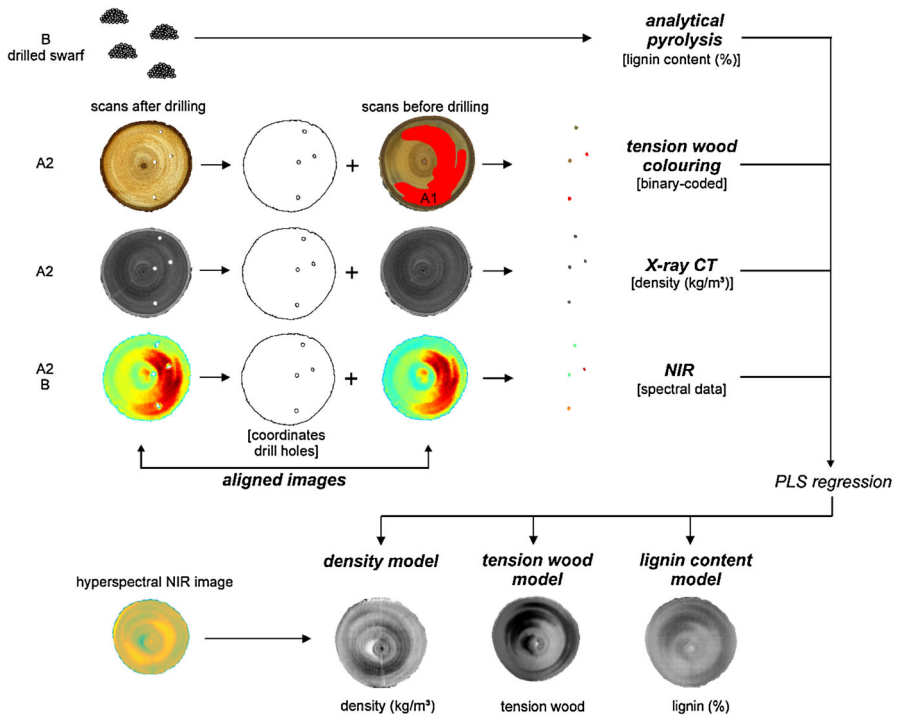 B
drilled swarf
analytical
pyrolysis
[lignin content (%)]
scans after drilling
scans before drilling
A2
A1
tension wood
colouring
[binary-coded]
A2
X-ray CT
[density (kg/m³)]
A2
B
NIR
[spectral data]
[coordinates
drill holes]
aligned images
PLS regression
density model
tension wood
model
lignin content
model
hyperspectral NIR image
density (kg/m³)
tension wood
lignin (%)